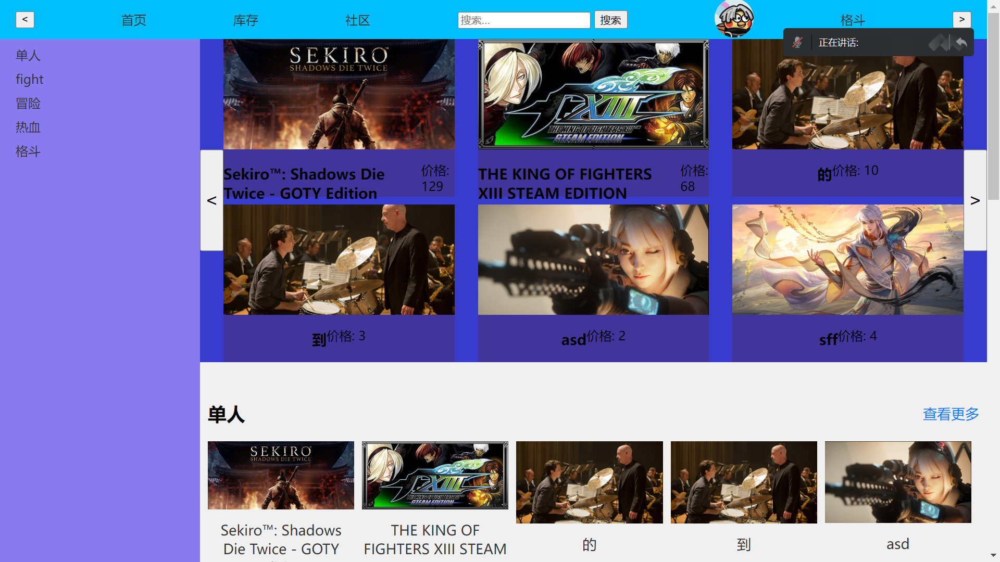 <
首页
库存
社区
搜索...
搜索
格斗
>
正在讲话:
单人
fight
冒险
热血
格斗
SEKIRO™
SHADOWS DIE TWICE
XIII
THE KING OF FIGHTERS XIII™
STEAM EDITION
<
Sekiro™: Shadows Die
Twice - GOTY Edition
价格:
129
THE KING OF FIGHTERS
XIII STEAM EDITION
价格:
68
的价格: 10
>
到价格: 3
asd价格: 2
sff价格: 4
单人
查看更多
SEKIRO™
SHADOWS DIE TWICE
XIII
THE KING OF FIGHTERS XIII™
STEAM EDITION
Sekiro™: Shadows
Die Twice - GOTY
THE KING OF
FIGHTERS XIII STEAM
的
到
asd